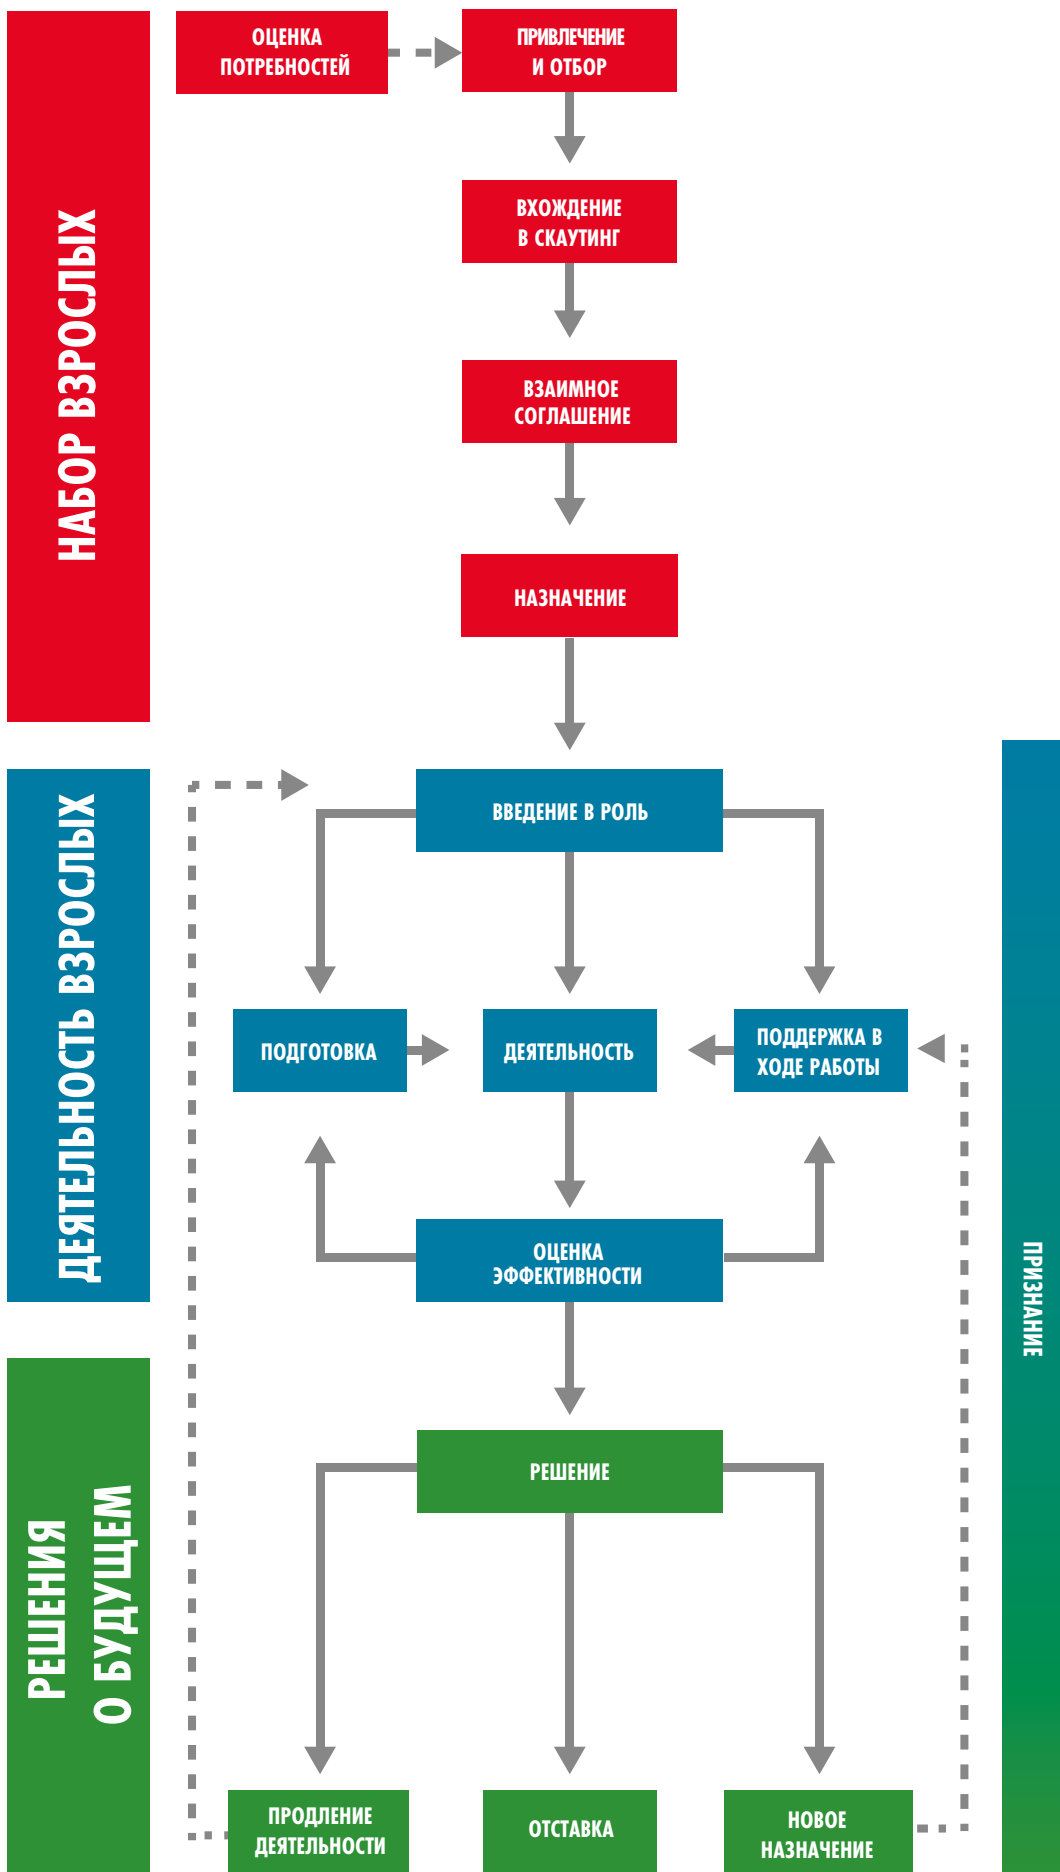 НАБОР ВЗРОСЛЫХ
ОЦЕНКА
ПОТРЕБНОСТЕЙ
ПРИВЛЕЧЕНИЕ
И ОТБОР
ВХОЖДЕНИЕ
В СКАУТИНГ
ВЗАИМНОЕ
СОГЛАШЕНИЕ
НАЗНАЧЕНИЕ
ДЕЯТЕЛЬНОСТЬ ВЗРОСЛЫХ
ВВЕДЕНИЕ В РОЛЬ
ПОДГОТОВКА
ДЕЯТЕЛЬНОСТЬ
ПОДДЕРЖКА В
ХОДЕ РАБОТЫ
ОЦЕНКА
ЭФФЕКТИВНОСТИ
ПРИЗНАНИЕ
РЕШЕНИЯ
О БУДУЩЕМ
РЕШЕНИЕ
ПРОДЛЕНИЕ
ДЕЯТЕЛЬНОСТИ
ОТСТАВКА
НОВОЕ
НАЗНАЧЕНИЕ